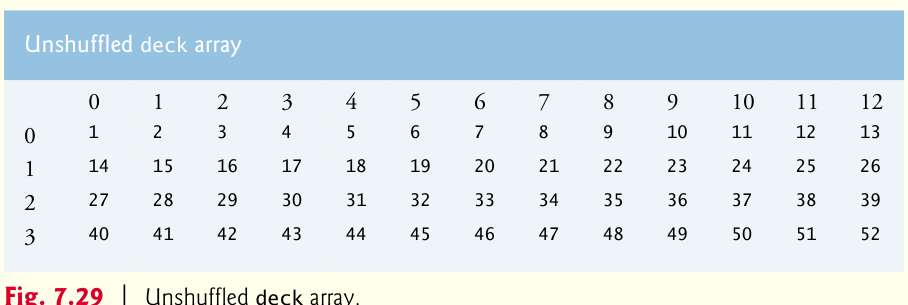 Unshuffled deck array
0 1 2 3 4 5 6 7 8 9 10 11 12
0 1 2 3 4 5 6 7 8 9 10 11 12 13
1 14 15 16 17 18 19 20 21 22 23 24 25 26
2 27 28 29 30 31 32 33 34 35 36 37 38 39
3 40 41 42 43 44 45 46 47 48 49 50 51 52
Fig. 7.29 | Unshuffled deck array.